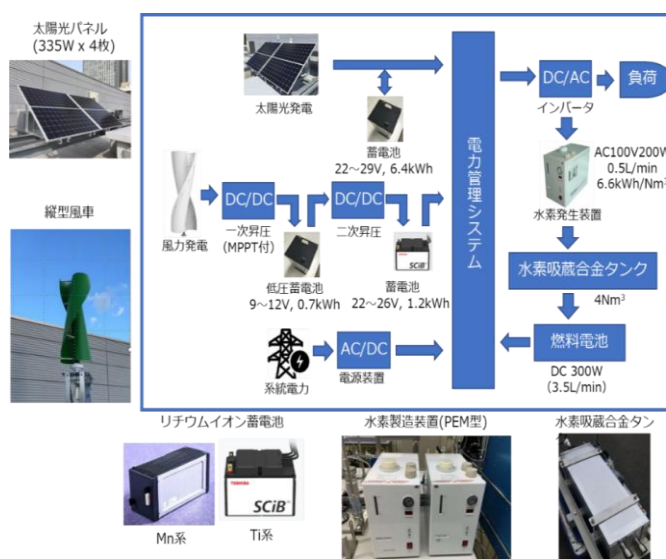 太陽光パネル
(335W x 4枚)
縦型風車
太陽光発電
蓄電池
22～29V, 6.4kWh
風力発電
DC/DC
一次昇圧
(MPPT付)
低圧蓄電池
9～12V, 0.7kWh
DC/DC
二次昇圧
SCiB
蓄電池
22～26V, 1.2kWh
系統電力
AC/DC
電源装置
電力管理システム
DC/AC
インバータ
負荷
AC100V200W
0.5L/min
6.6kWh/Nm³
水素発生装置
水素吸蔵合金タンク
4Nm³
燃料電池
DC 300W
(3.5L/min)
リチウムイオン蓄電池
Mn系
TOSHIBA
SCiB
Ti系
水素製造装置(PEM型)
水素吸蔵合金タン